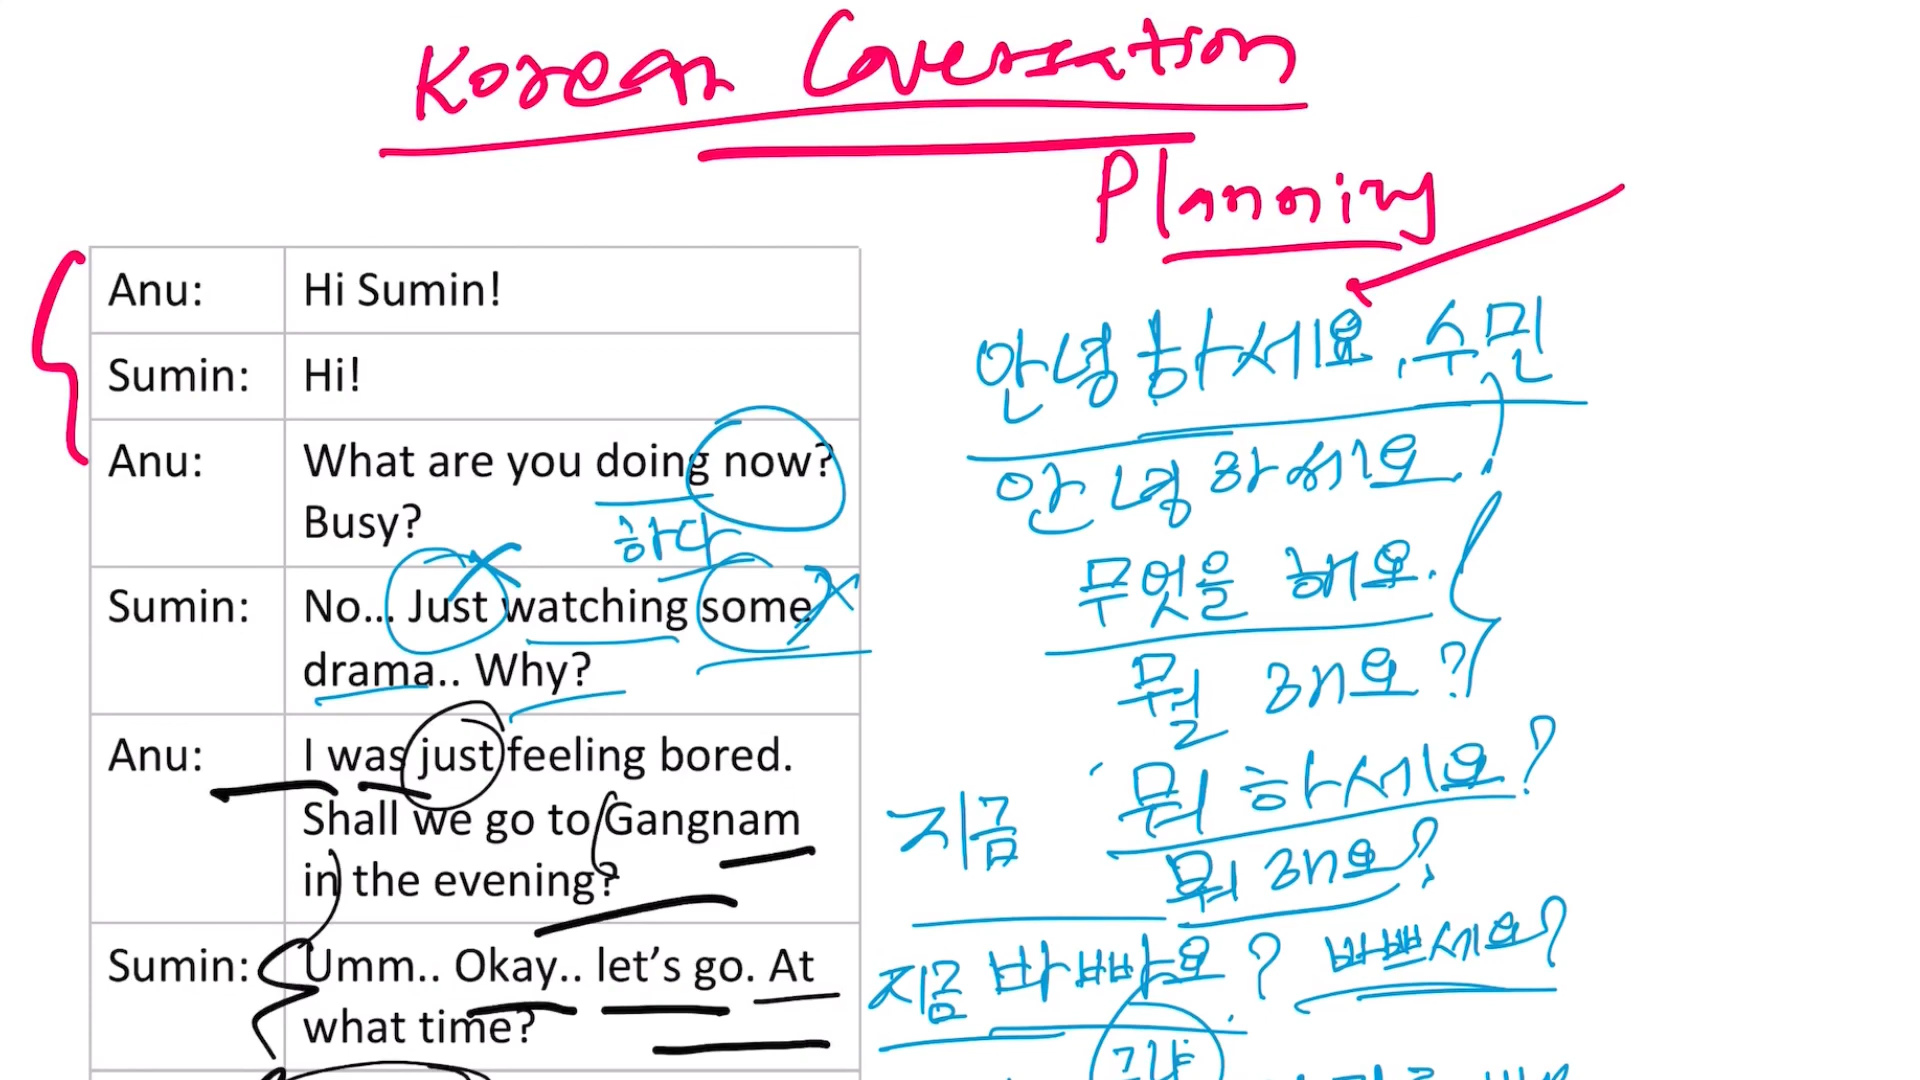 Korean Coversation
Planning
Anu: Hi Sumin!
Sumin: Hi!
Anu: What are you doing now?
Busy?
하다
Sumin: No... Just watching some
drama.. Why?
Anu: I was just feeling bored.
Shall we go to Gangnam
in the evening?
Sumin: Umm.. Okay.. let's go. At
what time?
안녕하세요, 수민
안녕하세요.
무엇을 해요.
뭘 해요?
뭐 하세요?
지금 뭐 해요?
지금 바빠요? 바쁘세요?
그냥